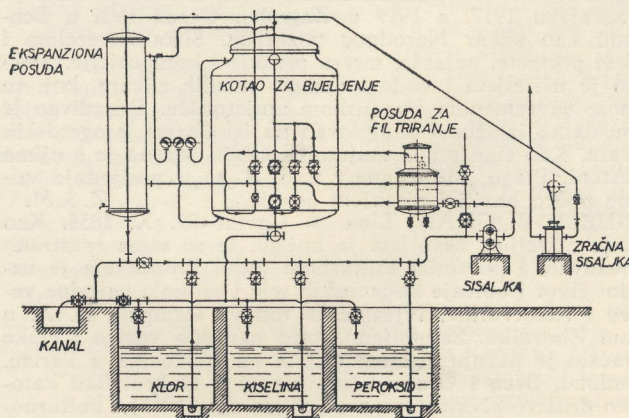 EKSPANZIONA
POSUDA
KOTAO ZA BIJELJENJE
POSUDA ZA
FILTRIRANJE
ZRAČNA
SISALJKA
SISALJKA
KANAL
KLOR
KISELINA
PEROKSID